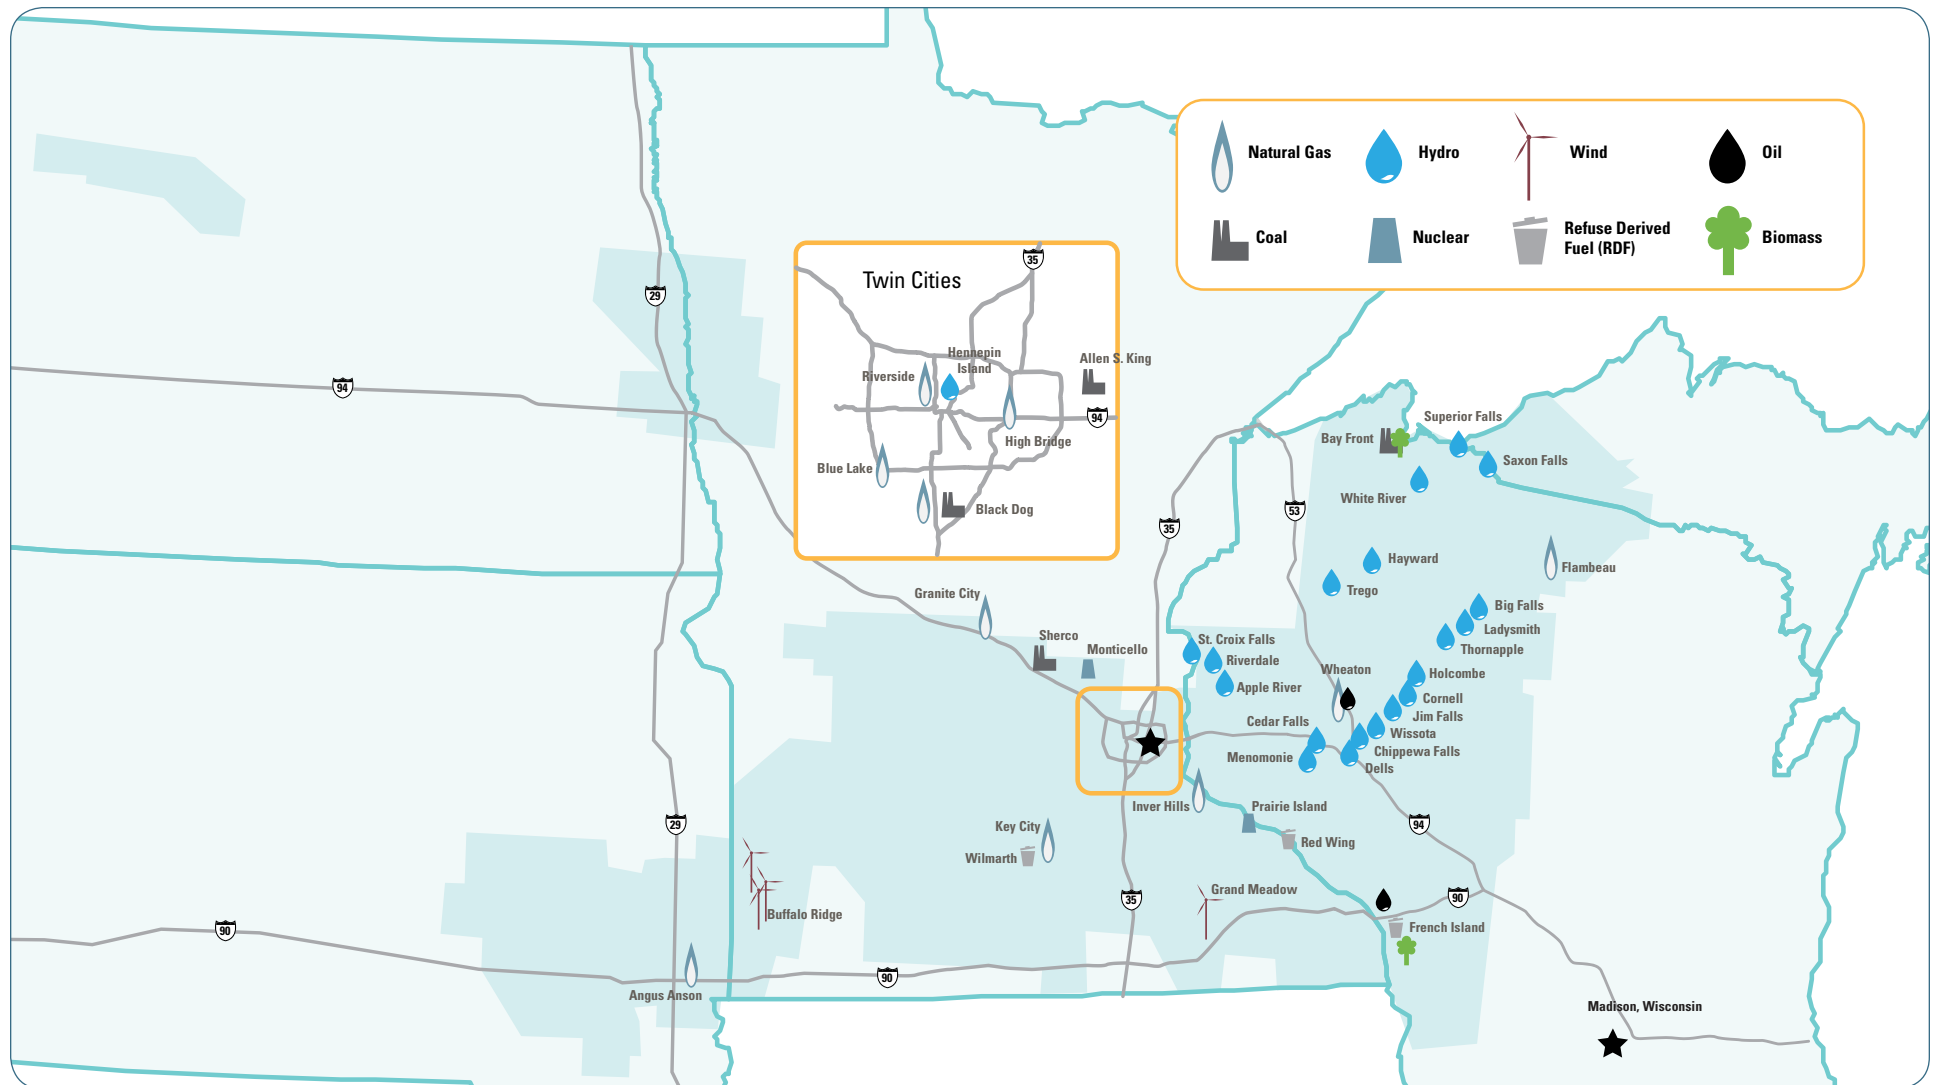 Natural Gas
Hydro
Wind
Oil
Coal
Nuclear
Refuse Derived
Fuel (RDF)
Biomass
Twin Cities
35
29
94
Hennepin
Island
Allen S. King
Riverside
94
High Bridge
Blue Lake
Black Dog
Superior Falls
Bay Front
Saxon Falls
White River
53
35
Hayward
Flambeau
Trego
Granite City
Big Falls
Ladysmith
Thornapple
Sherco
Monticello
St. Croix Falls
Riverdale
Apple River
Wheaton
Holcombe
Cornell
Jim Falls
Wissota
Chippewa Falls
Dells
Cedar Falls
Menomonie
Inver Hills
Prairie Island
Red Wing
94
29
Key City
Wilmarth
Grand Meadow
35
90
French Island
Buffalo Ridge
90
90
Angus Anson
Madison, Wisconsin